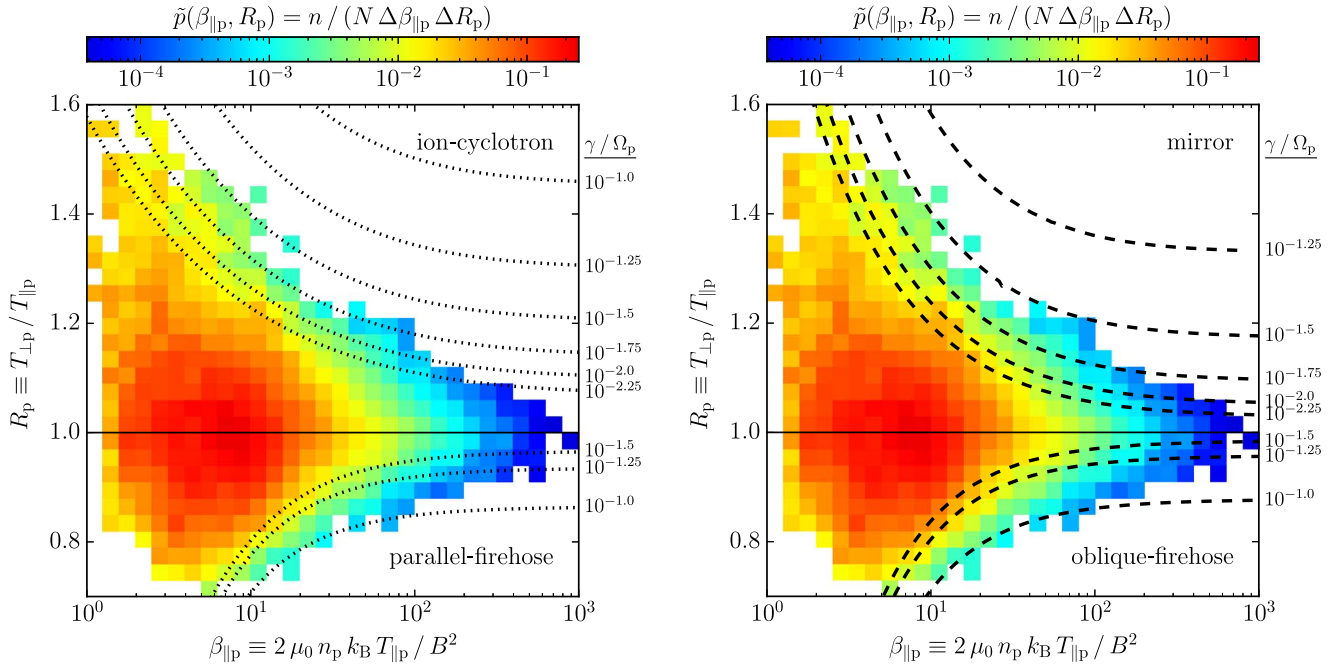 p̃(β∥p, Rp) = n / (N Δβ∥p ΔRp)
10⁻⁴ 10⁻³ 10⁻² 10⁻¹
1.6
1.4
1.2
1.0
0.8
Rp ≡ T⊥p / T∥p
ion-cyclotron
parallel-firehose
γ / Ωp
10⁻¹·⁰
10⁻¹·²⁵
10⁻¹·⁵
10⁻¹·⁷⁵
10⁻²·⁰
10⁻²·²⁵
10⁻¹·⁵
10⁻¹·²⁵
10⁻¹·⁰
10⁰ 10¹ 10² 10³
β∥p ≡ 2 μ₀ np kB T∥p / B²
p̃(β∥p, Rp) = n / (N Δβ∥p ΔRp)
10⁻⁴ 10⁻³ 10⁻² 10⁻¹
1.6
1.4
1.2
1.0
0.8
Rp ≡ T⊥p / T∥p
mirror
oblique-firehose
γ / Ωp
10⁻¹·²⁵
10⁻¹·⁵
10⁻¹·⁷⁵
10⁻²·⁰
10⁻²·²⁵
10⁻¹·⁵
10⁻¹·²⁵
10⁻¹·⁰
10⁰ 10¹ 10² 10³
β∥p ≡ 2 μ₀ np kB T∥p / B²